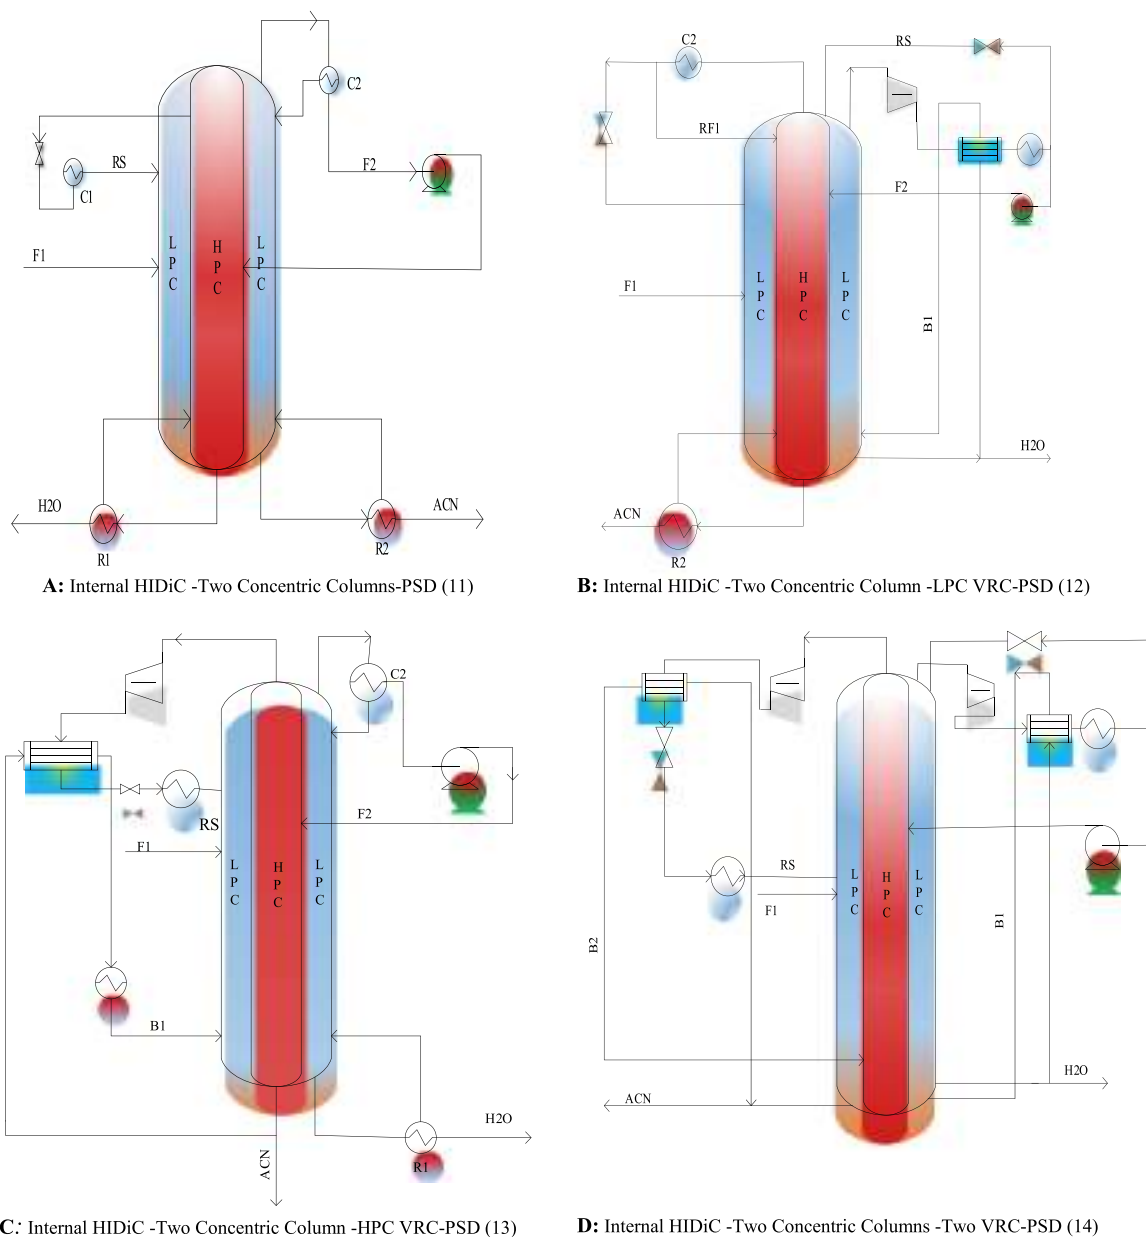 C2
RS
F2
C1
F1
L
P
C
H
P
C
L
P
C
H2O
R1
ACN
R2
A: Internal HIDiC -Two Concentric Columns-PSD (11)
C2
RS
RF1
F2
F1
L
P
C
H
P
C
L
P
C
B1
H2O
ACN
R2
B: Internal HIDiC -Two Concentric Column -LPC VRC-PSD (12)
C2
RS
F2
F1
L
P
C
H
P
C
L
P
C
B1
H2O
R1
ACN
C: Internal HIDiC -Two Concentric Column -HPC VRC-PSD (13)
RS
F1
L
P
C
H
P
C
L
P
C
B2
B1
H2O
ACN
D: Internal HIDiC -Two Concentric Columns -Two VRC-PSD (14)